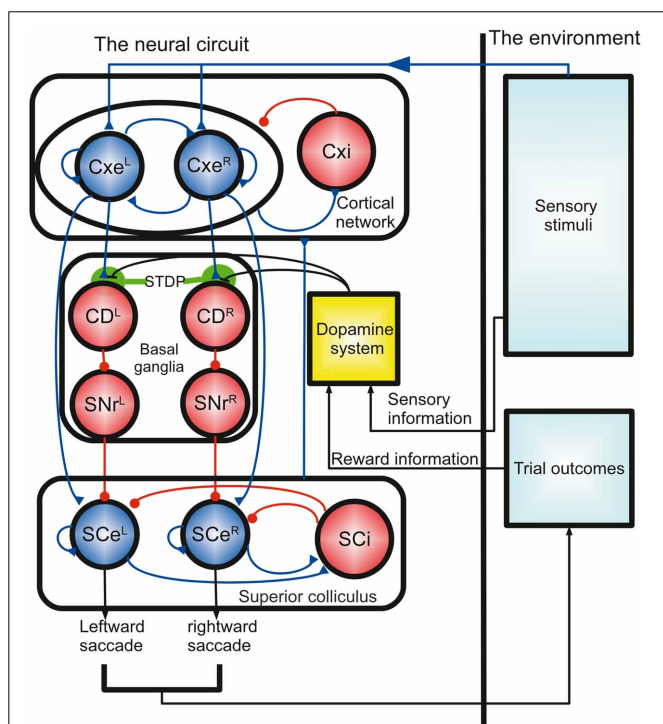 The neural circuit
The environment
Cxe^L
Cxe^R
Cxi
Cortical
network
Sensory
stimuli
STDP
CD^L
CD^R
Dopamine
system
Basal
ganglia
SNr^L
SNr^R
Sensory
information
Reward information
Trial outcomes
SCe^L
SCe^R
SCi
Superior colliculus
Leftward
saccade
rightward
saccade